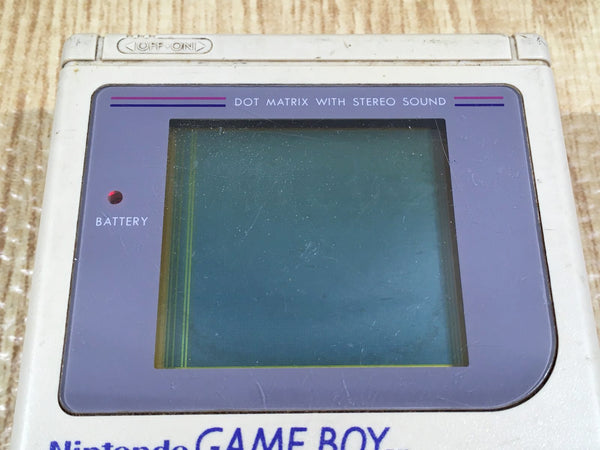 OFF ON
DOT MATRIX WITH STEREO SOUND
BATTERY
Nintendo GAME BOY